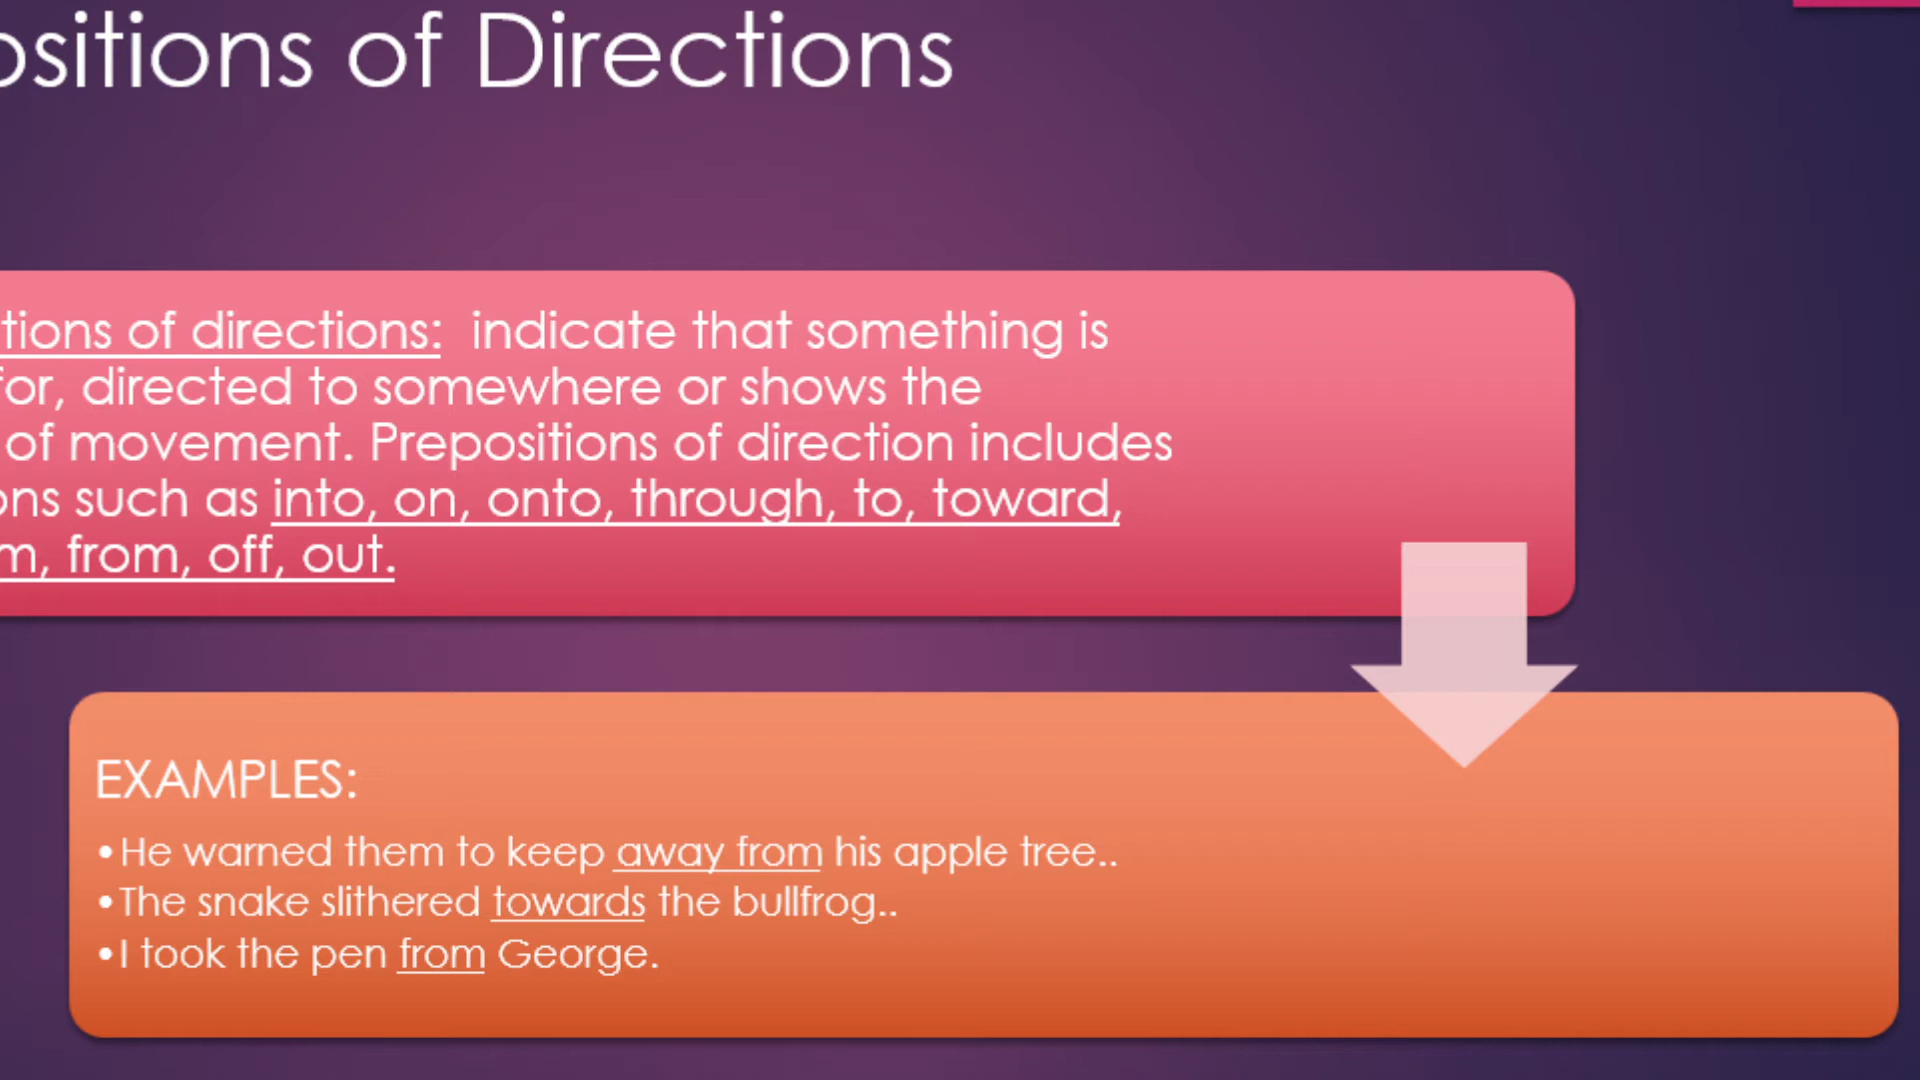 ositions of Directions
tions of directions: indicate that something is
for, directed to somewhere or shows the
of movement. Prepositions of direction includes
ons such as into, on, onto, through, to, toward,
m, from, off, out.
EXAMPLES:
•He warned them to keep away from his apple tree..
•The snake slithered towards the bullfrog..
•I took the pen from George.